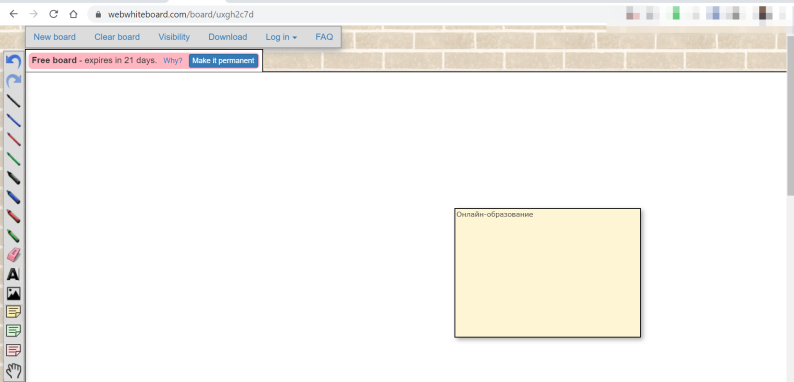 webwhiteboard.com/board/uxgh2c7d
New board Clear board Visibility Download Log in FAQ
Free board - expires in 21 days. Why? Make it permanent
Онлайн-образование
A